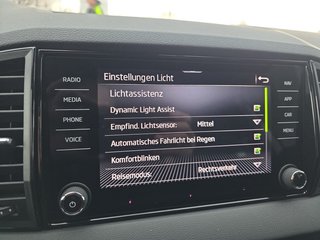 Einstellungen Licht
RADIO
MEDIA
PHONE
VOICE
Lichtassistenz
Dynamic Light Assist
Empfind. Lichtsensor: Mittel
Automatisches Fahrlicht bei Regen
Komfortblinken
Reisemodus: Rechtsverkehr
NAV
APP
CAR
MENU